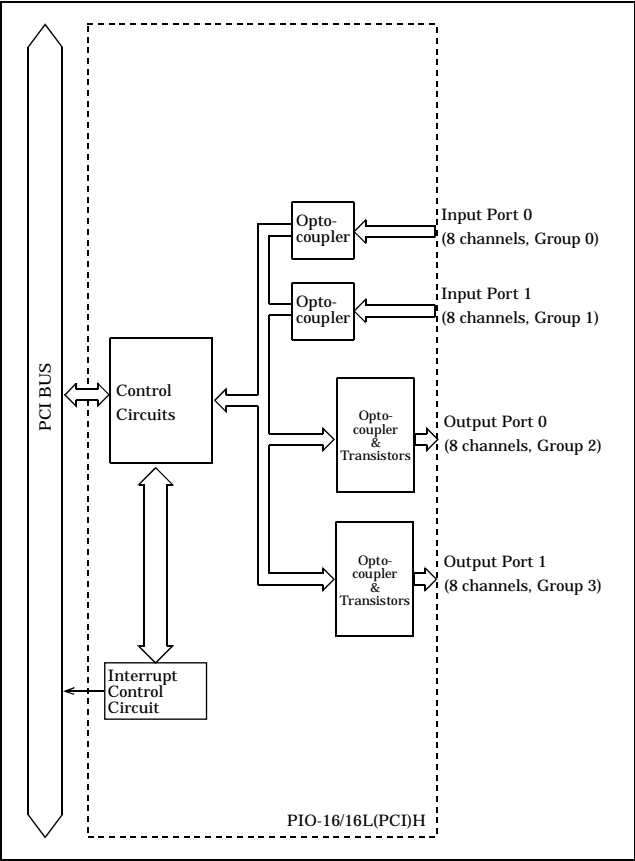 Opto-
coupler
Input Port 0
(8 channels, Group 0)
Opto-
coupler
Input Port 1
(8 channels, Group 1)
PCI BUS
Control
Circuits
Opto-
coupler
&
Transistors
Output Port 0
(8 channels, Group 2)
Opto-
coupler
&
Transistors
Output Port 1
(8 channels, Group 3)
Interrupt
Control
Circuit
PIO-16/16L(PCI)H